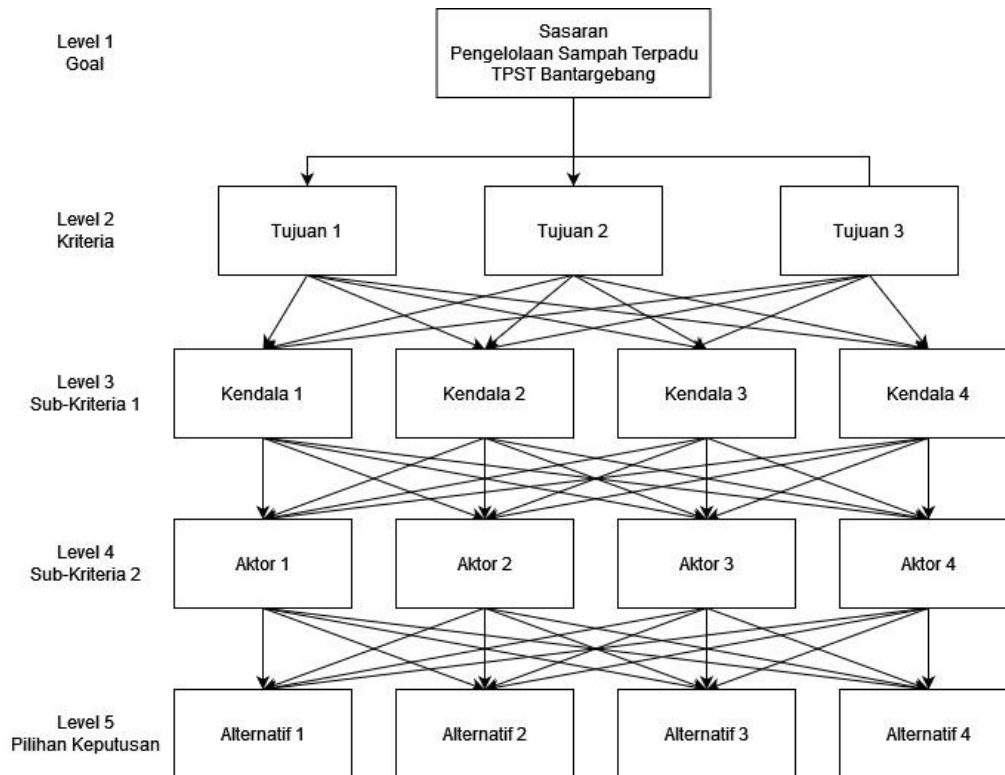 Level 1
Goal
Sasaran
Pengelolaan Sampah Terpadu
TPST Bantargebang
Level 2
Kriteria
Tujuan 1
Tujuan 2
Tujuan 3
Level 3
Sub-Kriteria 1
Kendala 1
Kendala 2
Kendala 3
Kendala 4
Level 4
Sub-Kriteria 2
Aktor 1
Aktor 2
Aktor 3
Aktor 4
Level 5
Pilihan Keputusan
Alternatif 1
Alternatif 2
Alternatif 3
Alternatif 4